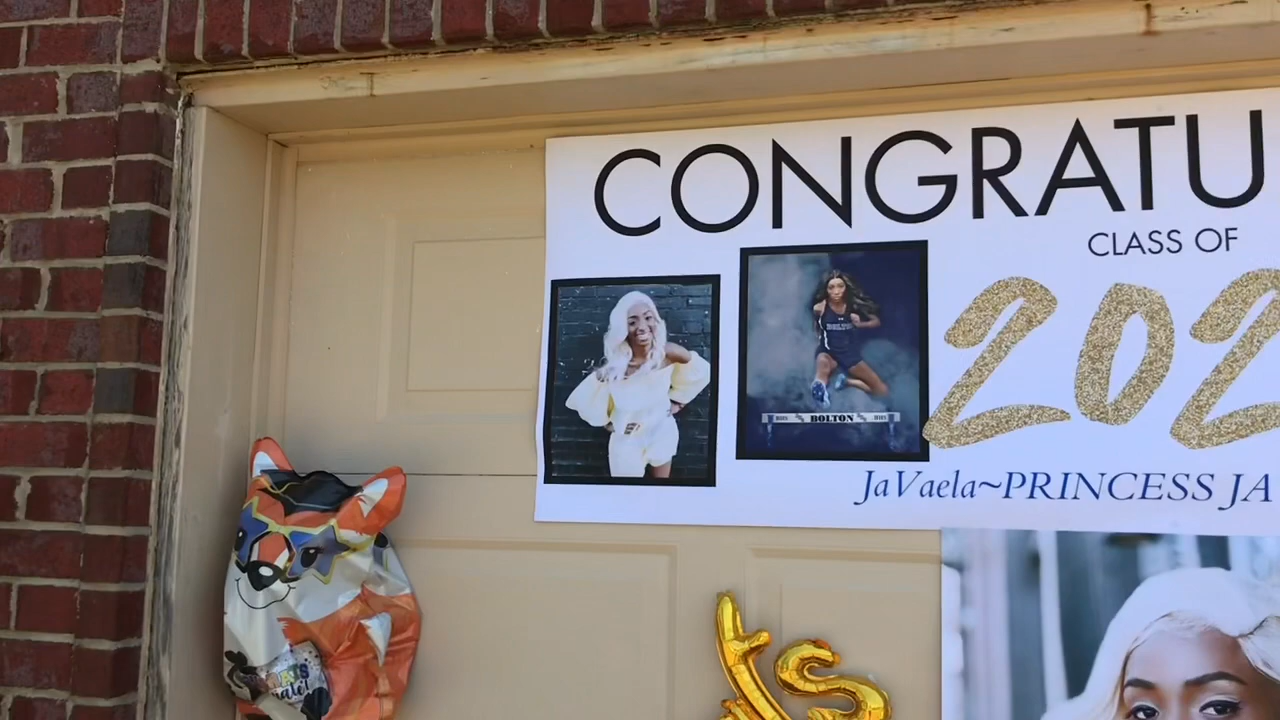 CONGRATU
CLASS OF
202
BOLTON
JaVaela~PRINCESS JA